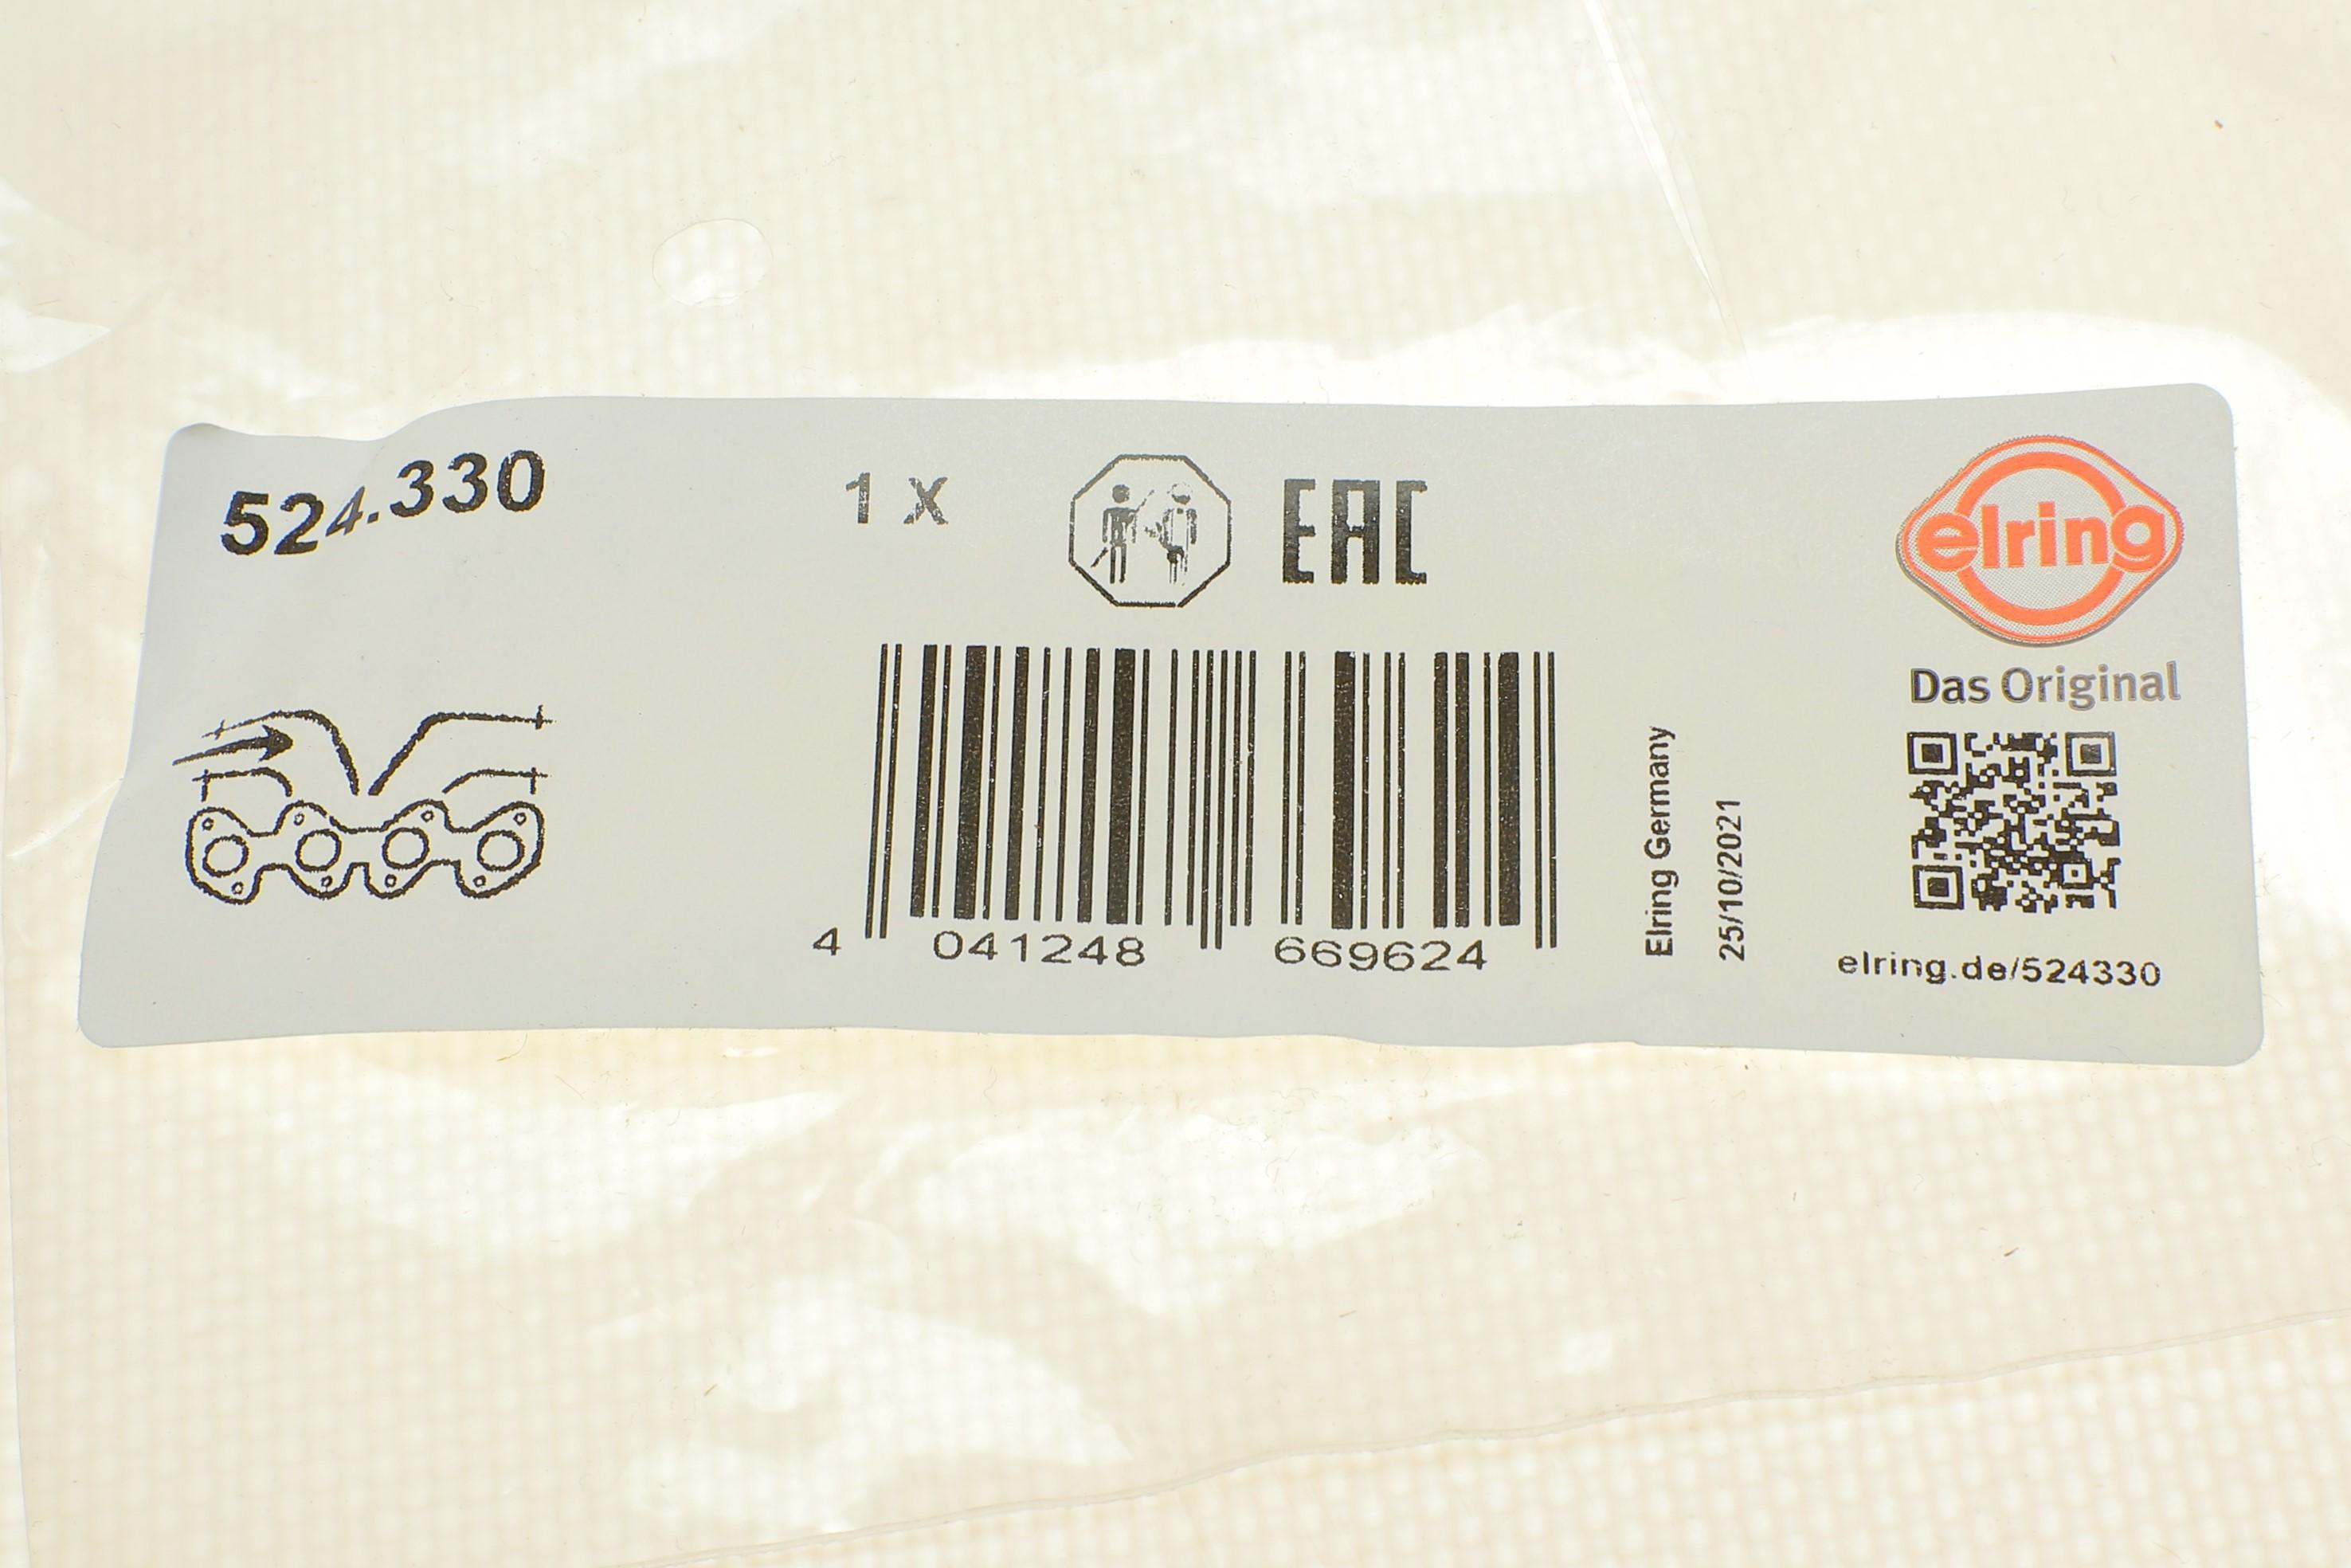 524.330
1 X
EAC
elring
Das Original
4 041248 669624
Elring Germany
25/10/2021
elring.de/524330